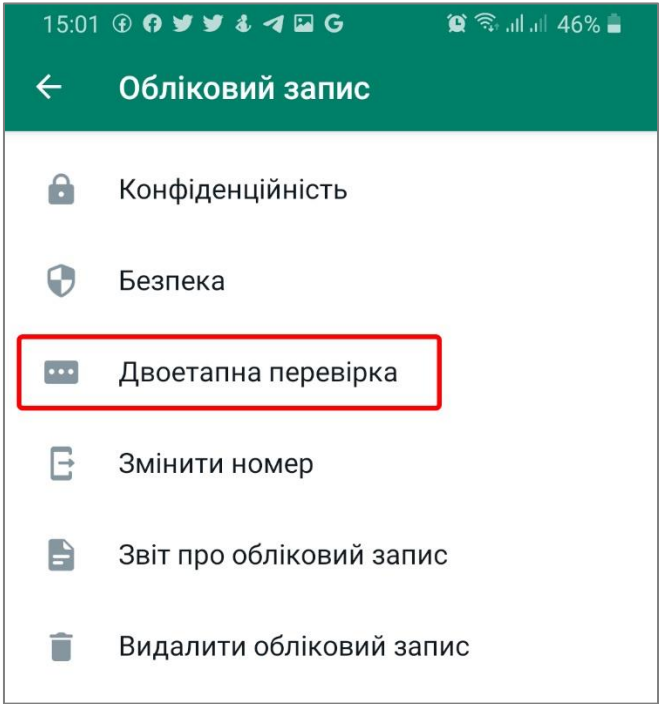 15:01 46%
Обліковий запис
Конфіденційність
Безпека
Двоетапна перевірка
Змінити номер
Звіт про обліковий запис
Видалити обліковий запис